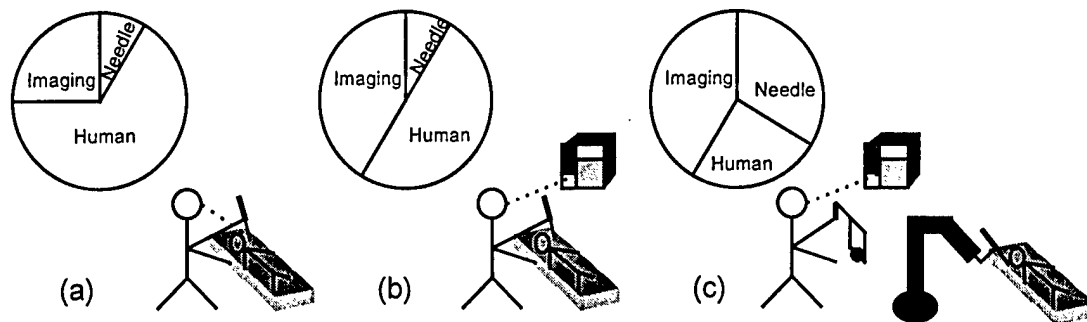 Imaging
Needle
Human
(a)
Imaging
Needle
Human
(b)
Imaging
Needle
Human
(c)